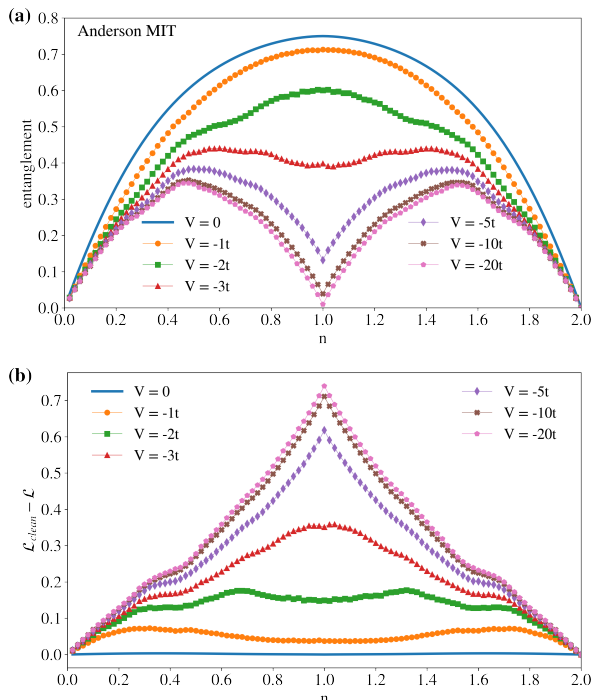 (a)
Anderson MIT
entanglement
0.8
0.7
0.6
0.5
0.4
0.3
0.2
0.1
0.0
V = 0
V = -1t
V = -2t
V = -3t
V = -5t
V = -10t
V = -20t
0.0 0.2 0.4 0.6 0.8 1.0 1.2 1.4 1.6 1.8 2.0
n
(b)
ℒclean − ℒ
0.7
0.6
0.5
0.4
0.3
0.2
0.1
0.0
V = 0
V = -1t
V = -2t
V = -3t
V = -5t
V = -10t
V = -20t
0.0 0.2 0.4 0.6 0.8 1.0 1.2 1.4 1.6 1.8 2.0
n